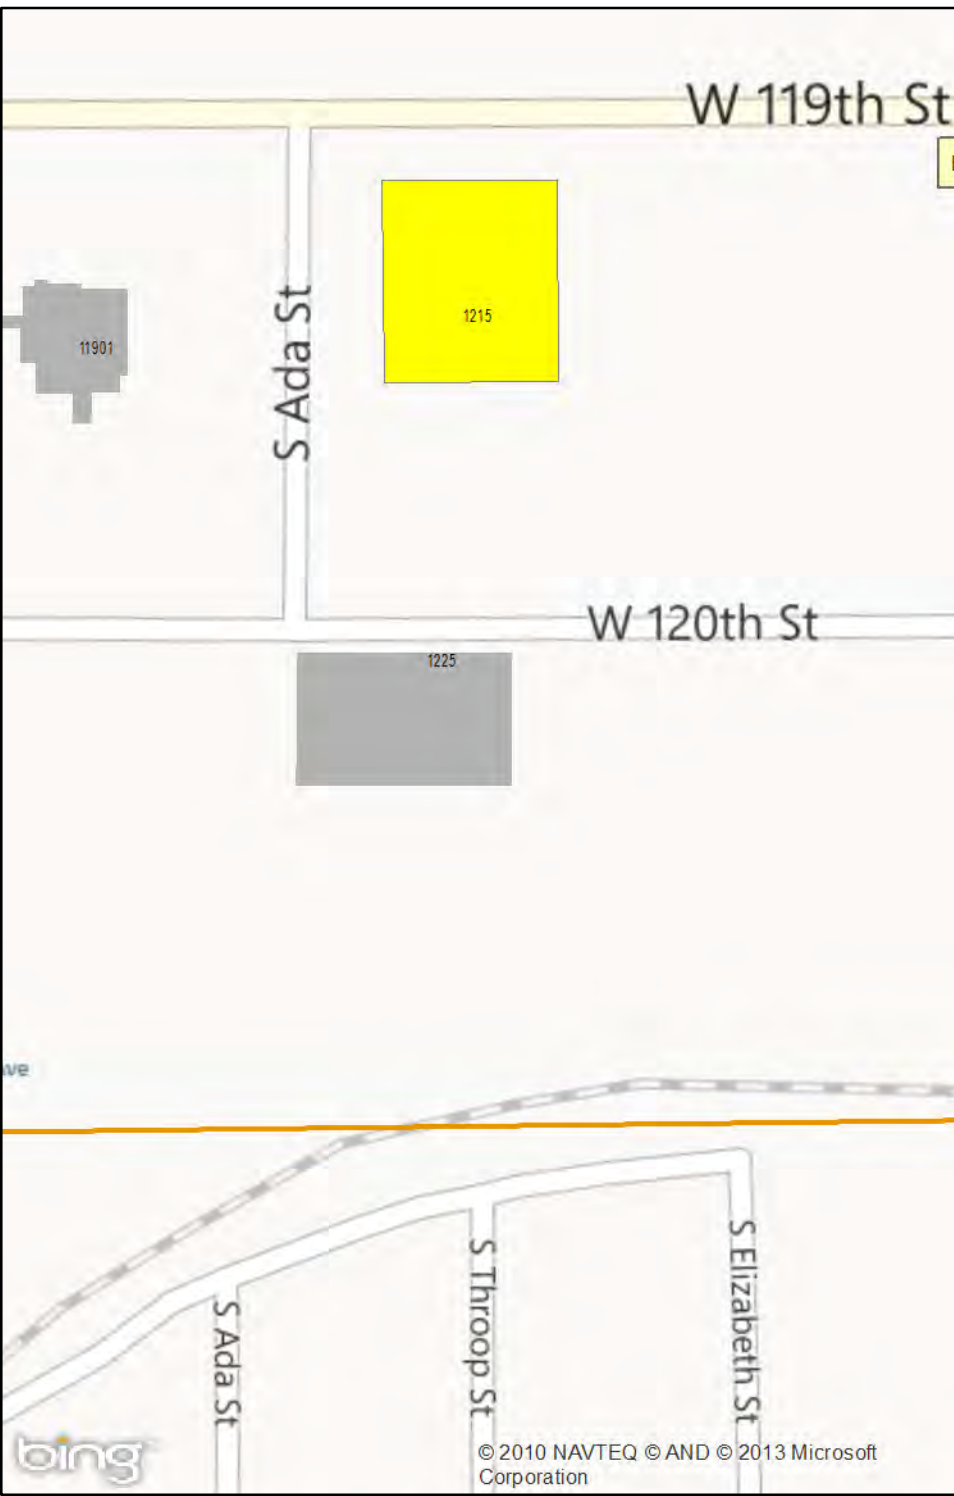 W 119th St
1215
S Ada St
11901
W 120th St
1225
S Elizabeth St
S Throop St
S Ada St
bing
© 2010 NAVTEQ © AND © 2013 Microsoft
Corporation